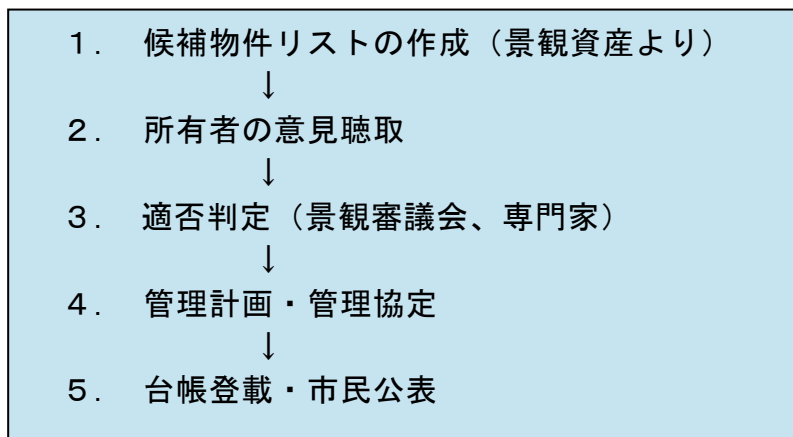 １．　候補物件リストの作成（景観資産より）
↓
２．　所有者の意見聴取
↓
３．　適否判定（景観審議会、専門家）
↓
４．　管理計画・管理協定
↓
５．　台帳登載・市民公表